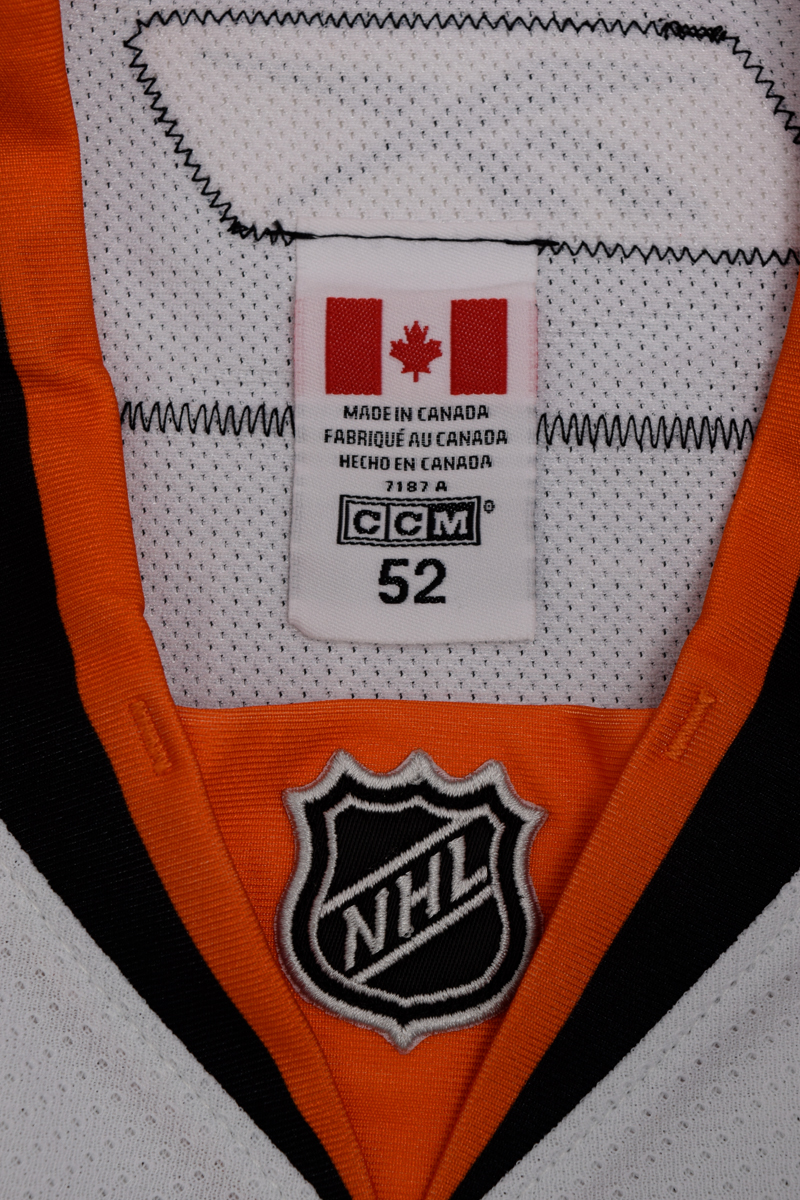 MADE IN CANADA
FABRIQUÉ AU CANADA
HECHO EN CANADA
7187 A
CCM®
52
NHL